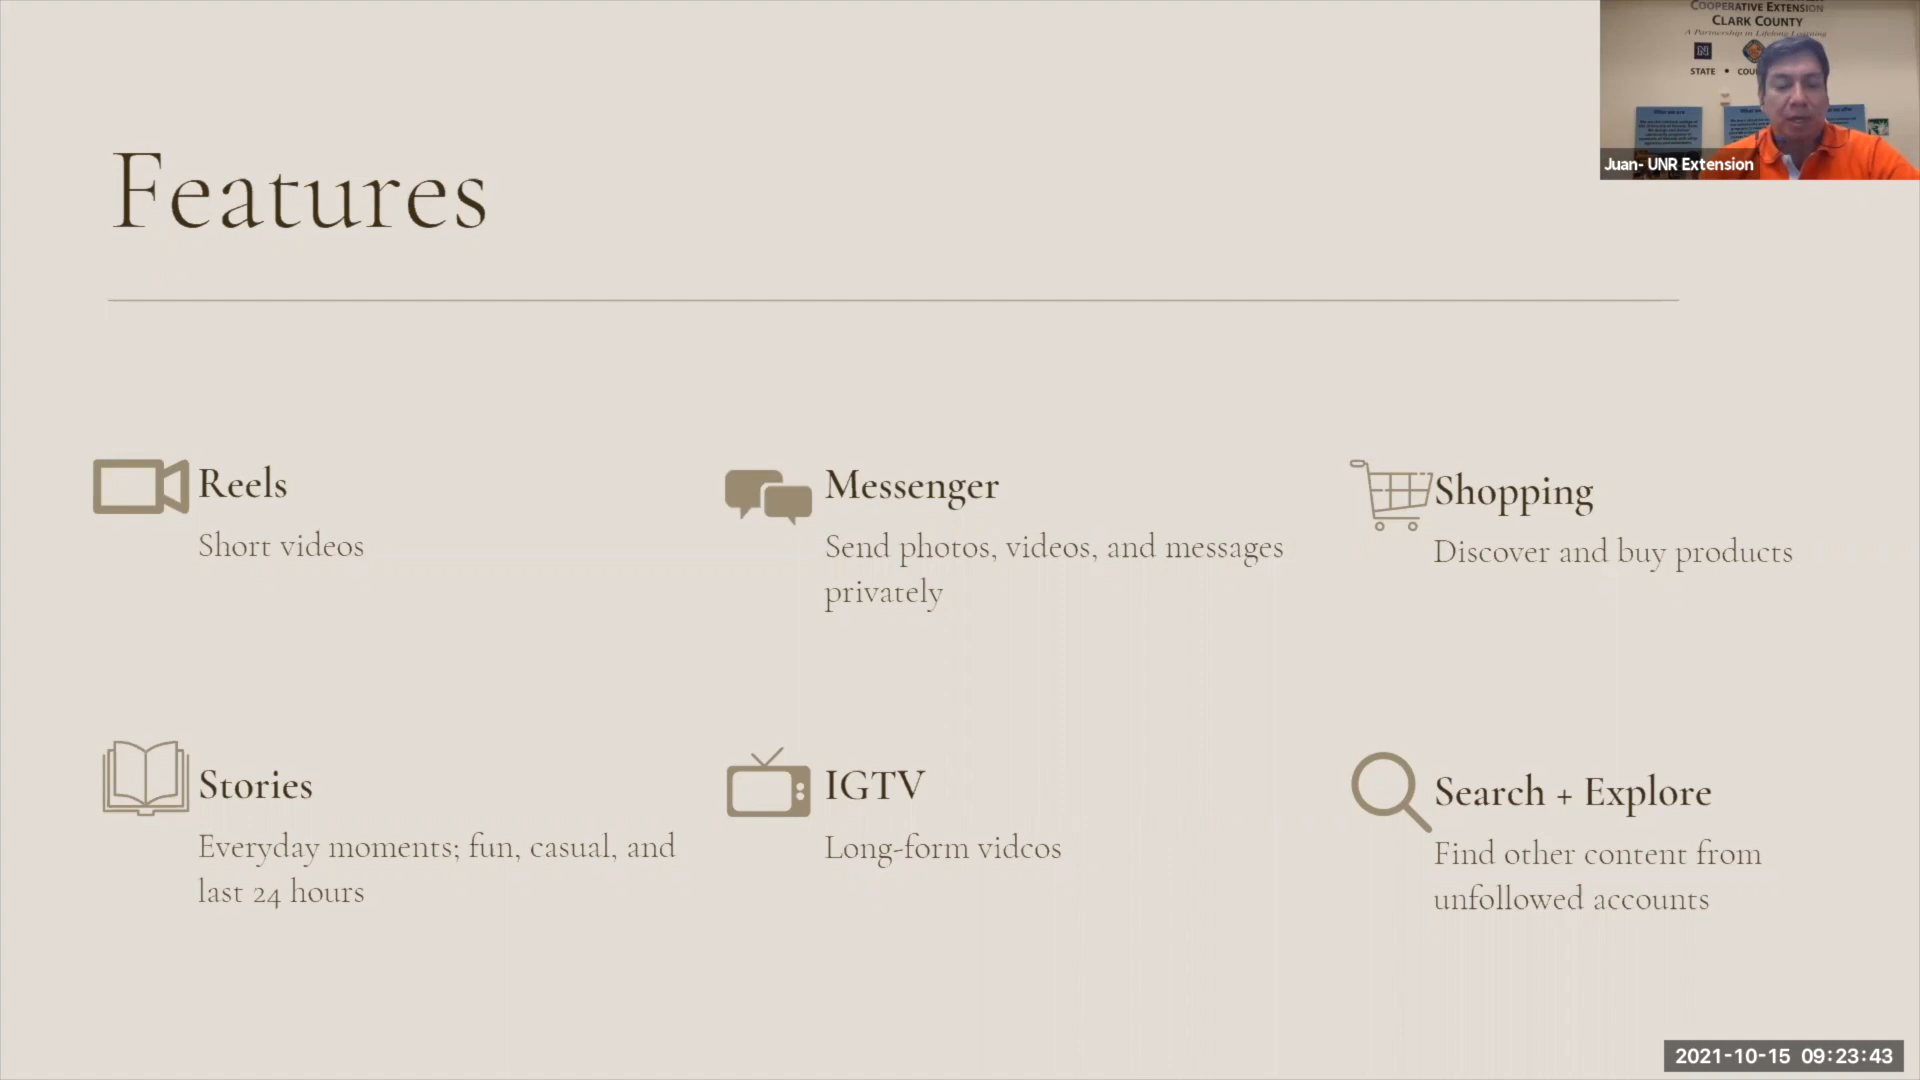 COOPERATIVE EXTENSION
CLARK COUNTY
A Partnership in Lifelong Learning
STATE •
Juan- UNR Extension
Features
Reels
Short videos
Messenger
Send photos, videos, and messages
privately
Shopping
Discover and buy products
Stories
Everyday moments; fun, casual, and
last 24 hours
IGTV
Long-form videos
Search + Explore
Find other content from
unfollowed accounts
2021-10-15 09:23:43